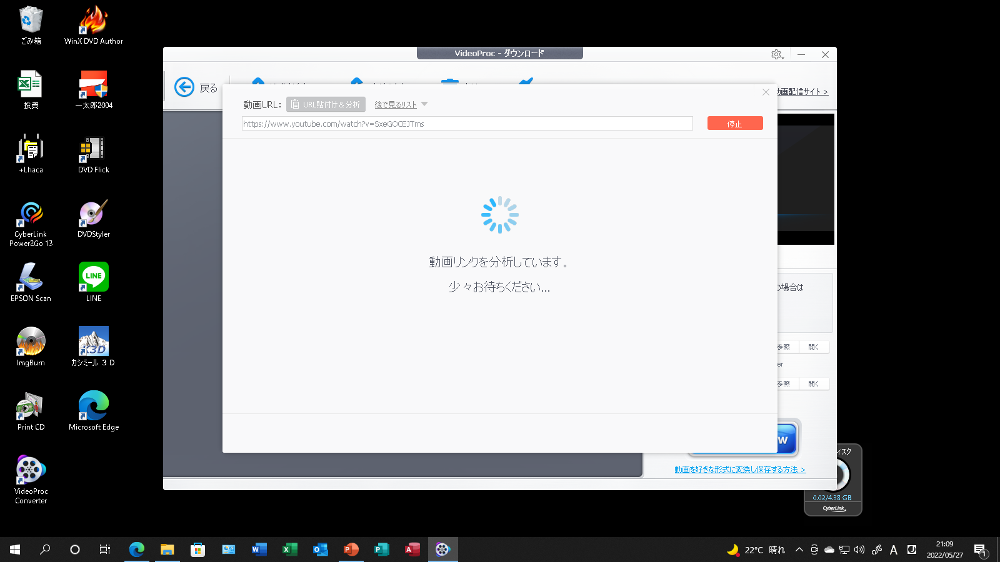 ごみ箱
WinX DVD Author
投資
一太郎2004
+Lhaca
DVD Flick
CyberLink
Power2Go 13
DVDStyler
EPSON Scan
LINE
LINE
ImgBurn
K3D
カシミール ３Ｄ
Print CD
Microsoft Edge
VideoProc
Converter
VideoProc - ダウンロード
戻る
動画配信サイト >
動画URL:
URL貼付け＆分析
後で見るリスト
https://www.youtube.com/watch?v=SxeGOCEJTms
停止
動画リンクを分析しています。
少々お待ちください...
の場合は
参照
開く
er
参照
開く
W
動画を好きな形式に変換し保存する方法 >
ィスク
0.02/4.38 GB
CyberLink
22°C 晴れ
A
21:09
2022/05/27
1